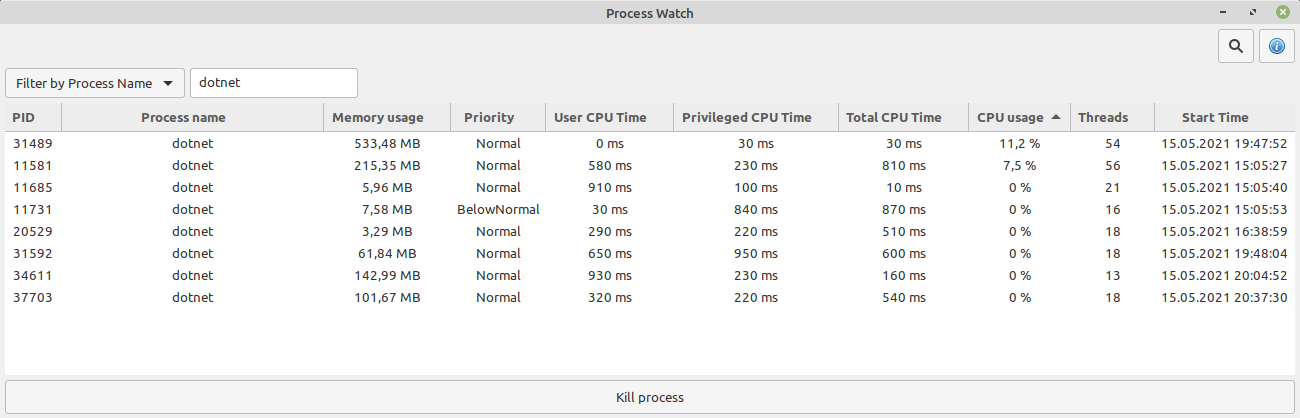 Process Watch
Filter by Process Name dotnet
PID Process name Memory usage Priority User CPU Time Privileged CPU Time Total CPU Time CPU usage Threads Start Time
31489 dotnet 533,48 MB Normal 0 ms 30 ms 30 ms 11,2 % 54 15.05.2021 19:47:52
11581 dotnet 215,35 MB Normal 580 ms 230 ms 810 ms 7,5 % 56 15.05.2021 15:05:27
11685 dotnet 5,96 MB Normal 910 ms 100 ms 10 ms 0 % 21 15.05.2021 15:05:40
11731 dotnet 7,58 MB BelowNormal 30 ms 840 ms 870 ms 0 % 16 15.05.2021 15:05:53
20529 dotnet 3,29 MB Normal 290 ms 220 ms 510 ms 0 % 18 15.05.2021 16:38:59
31592 dotnet 61,84 MB Normal 650 ms 950 ms 600 ms 0 % 18 15.05.2021 19:48:04
34611 dotnet 142,99 MB Normal 930 ms 230 ms 160 ms 0 % 13 15.05.2021 20:04:52
37703 dotnet 101,67 MB Normal 320 ms 220 ms 540 ms 0 % 18 15.05.2021 20:37:30
Kill process